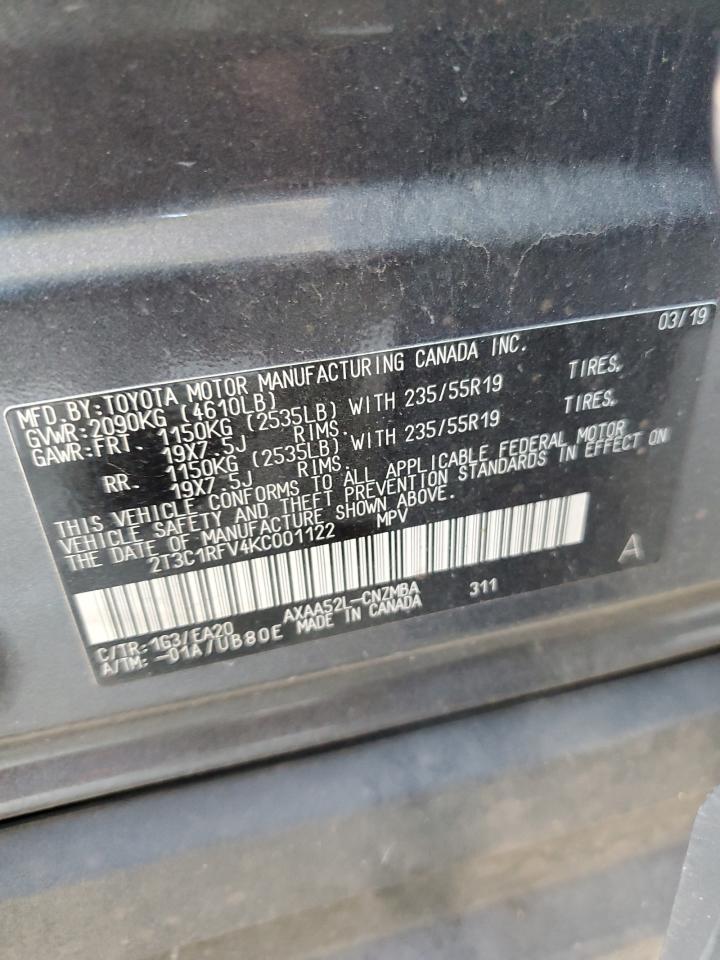 03/19
MFD.BY:TOYOTA MOTOR MANUFACTURING CANADA INC.
GVWR:2090KG (4610LB)
GAWR:FRT. 1150KG (2535LB) WITH 235/55R19 TIRES,
19X7.5J RIMS.
RR. 1150KG (2535LB) WITH 235/55R19 TIRES,
19X7.5J RIMS.
THIS VEHICLE CONFORMS TO ALL APPLICABLE FEDERAL MOTOR
VEHICLE SAFETY AND THEFT PREVENTION STANDARDS IN EFFECT ON
THE DATE OF MANUFACTURE SHOWN ABOVE.
2T3C1RFV4KC001122 MPV
A
C/TR:1G3/EA20 AXAA52L-CNZMBA 311
A/TM:-01A/UB80E MADE IN CANADA